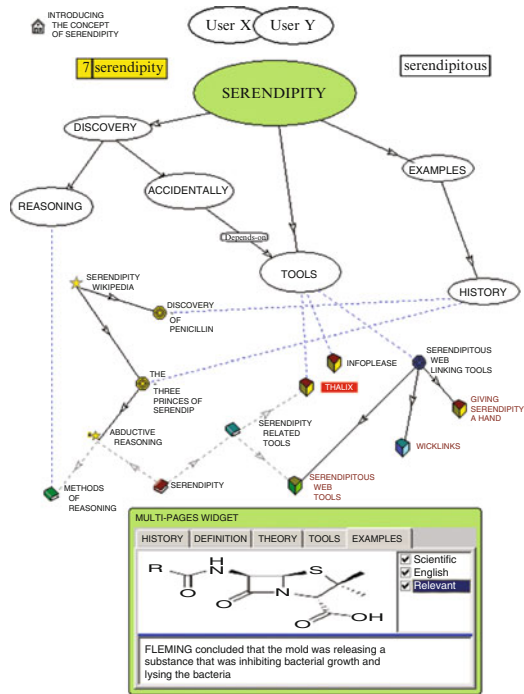 INTRODUCING
THE CONCEPT
OF SERENDIPITY
User X User Y
7 serendipity
serendipitous
SERENDIPITY
DISCOVERY
EXAMPLES
REASONING
ACCIDENTALLY
Depends-on
TOOLS
HISTORY
SERENDIPITY
WIKIPEDIA
DISCOVERY
OF
PENICILLIN
INFOPLEASE
SERENDIPITOUS
WEB
LINKING TOOLS
THE
THREE
PRINCES OF
SERENDIP
THALIX
GIVING
SERENDIPITY
A HAND
ABDUCTIVE
REASONING
SERENDIPITY
RELATED
TOOLS
WICKLINKS
METHODS
OF
REASONING
SERENDIPITY
SERENDIPITOUS
WEB
TOOLS
MULTI-PAGES WIDGET
HISTORY DEFINITION THEORY TOOLS EXAMPLES
R
H
N
S
O
O
N
O
OH
Scientific
English
Relevant
FLEMING concluded that the mold was releasing a
substance that was inhibiting bacterial growth and
lysing the bacteria